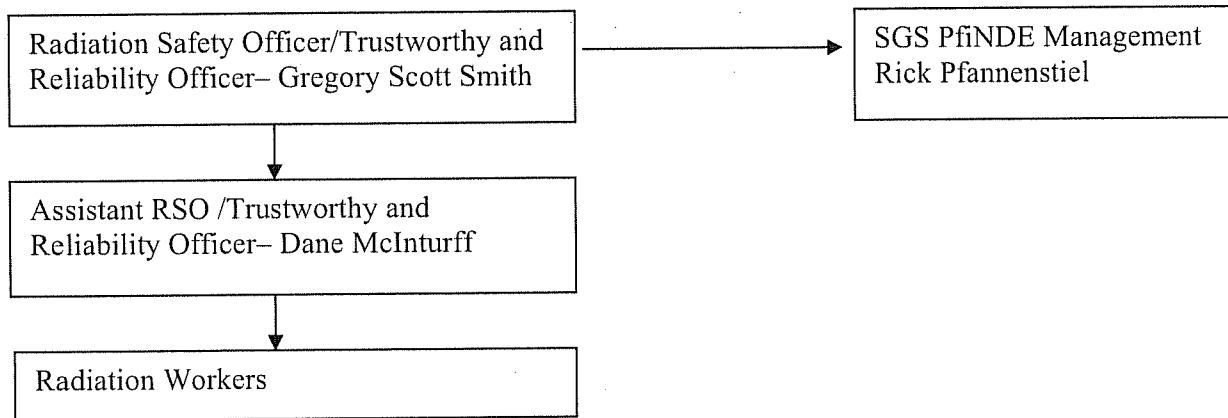 Radiation Safety Officer/Trustworthy and
Reliability Officer– Gregory Scott Smith
SGS PfiNDE Management
Rick Pfannenstiel
Assistant RSO /Trustworthy and
Reliability Officer– Dane McInturff
Radiation Workers